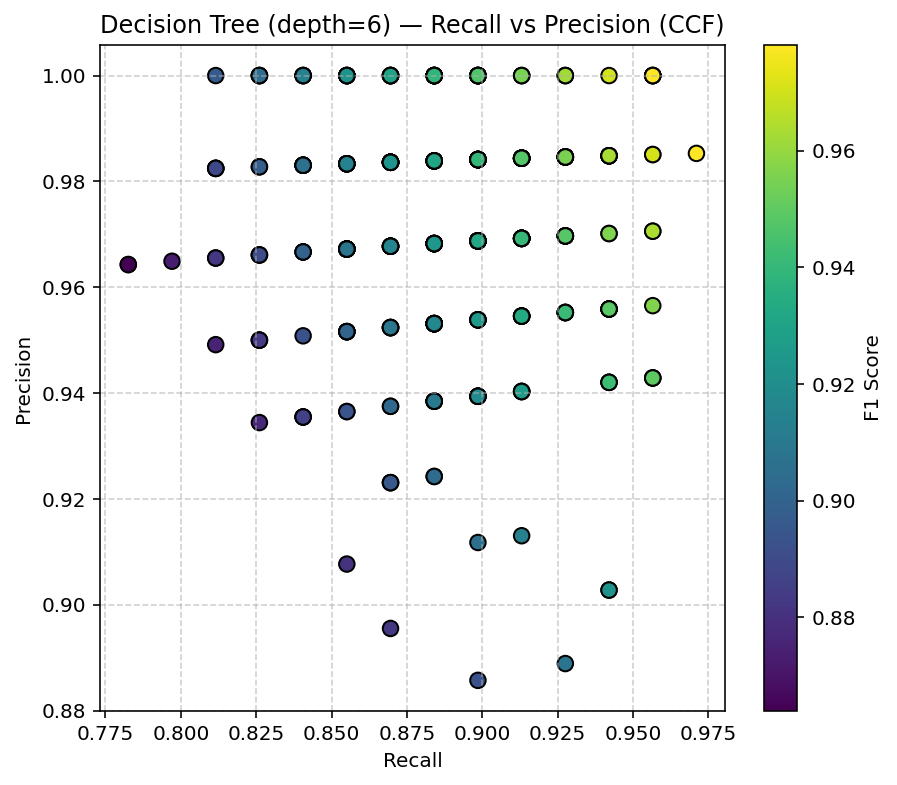 Decision Tree (depth=6) — Recall vs Precision (CCF)
1.00
0.98
0.96
0.94
0.92
0.90
0.88
Precision
0.775 0.800 0.825 0.850 0.875 0.900 0.925 0.950 0.975
Recall
0.96
0.94
0.92
0.90
0.88
F1 Score